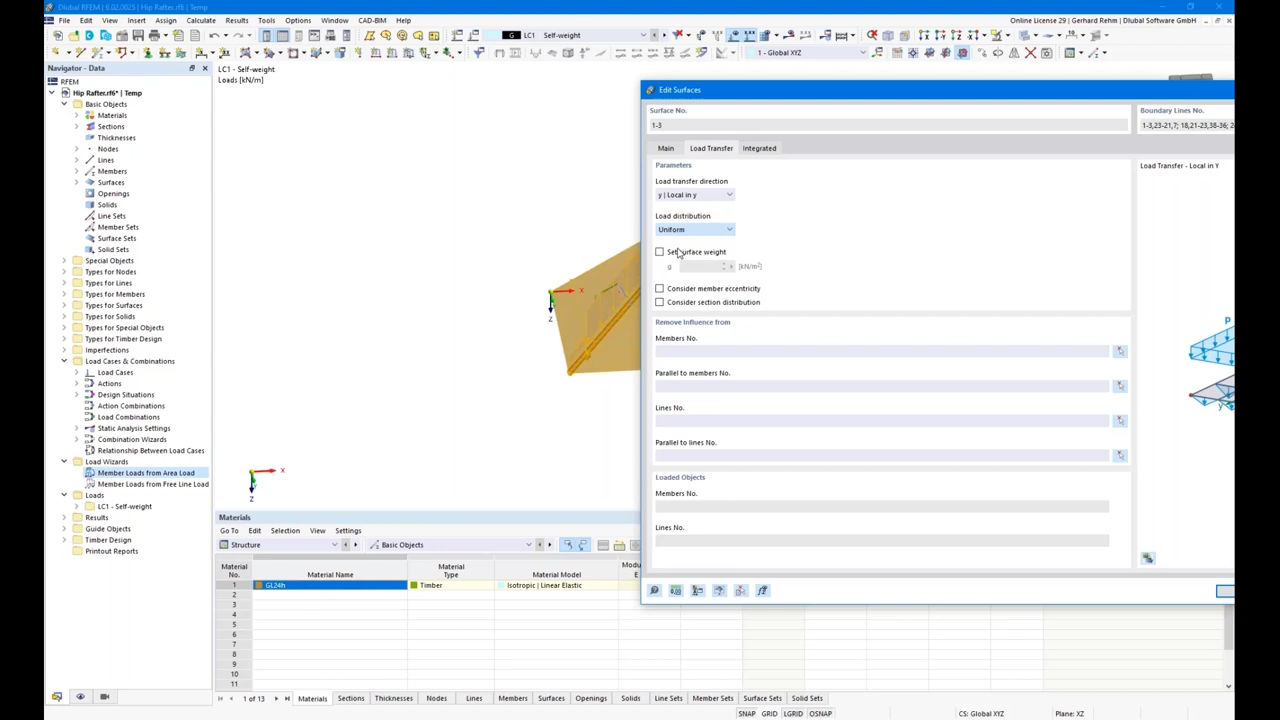 Dlubal RFEM | 6.02.0025 | Hip Rafter.rf6* | Temp
File Edit View Insert Assign Calculate Results Tools Options Window CAD-BIM Help
Online License 29 | Gerhard Rehm | Dlubal Software GmbH
G LC1 Self-weight
1 - Global XYZ
Navigator - Data
RFEM
Hip Rafter.rf6* | Temp
Basic Objects
Materials
Sections
Thicknesses
Nodes
Lines
Members
Surfaces
Openings
Solids
Line Sets
Member Sets
Surface Sets
Solid Sets
Special Objects
Types for Nodes
Types for Lines
Types for Members
Types for Surfaces
Types for Solids
Types for Special Objects
Types for Timber Design
Imperfections
Load Cases & Combinations
Load Cases
Actions
Design Situations
Action Combinations
Load Combinations
Static Analysis Settings
Combination Wizards
Relationship Between Load Cases
Load Wizards
Member Loads from Area Load
Member Loads from Free Line Load
Loads
LC1 - Self-weight
Results
Guide Objects
Timber Design
Printout Reports
LC1 - Self-weight
Loads [kN/m]
X
Z
X
Z
Edit Surfaces
Surface No.
1-3
Boundary Lines No.
1-3,23-21,7; 18,21-23,38-36; 2
Main Load Transfer Integrated
Parameters
Load transfer direction
y | Local in y
Load distribution
Uniform
Set surface weight
g [kN/m²]
Consider member eccentricity
Consider section distribution
Remove Influence from
Members No.
Parallel to members No.
Lines No.
Parallel to lines No.
Loaded Objects
Members No.
Lines No.
Load Transfer - Local in Y
P
y
Materials
Go To Edit Selection View Settings
Structure Basic Objects
Material
No.
Material Name
Material
Type
Material Model
Modu
E
1 GL24h Timber Isotropic | Linear Elastic
2
3
4
5
6
7
8
9
10
11
1 of 13 Materials Sections Thicknesses Nodes Lines Members Surfaces Openings Solids Line Sets Member Sets Surface Sets Solid Sets
SNAP GRID LGRID OSNAP CS: Global XYZ Plane: XZ